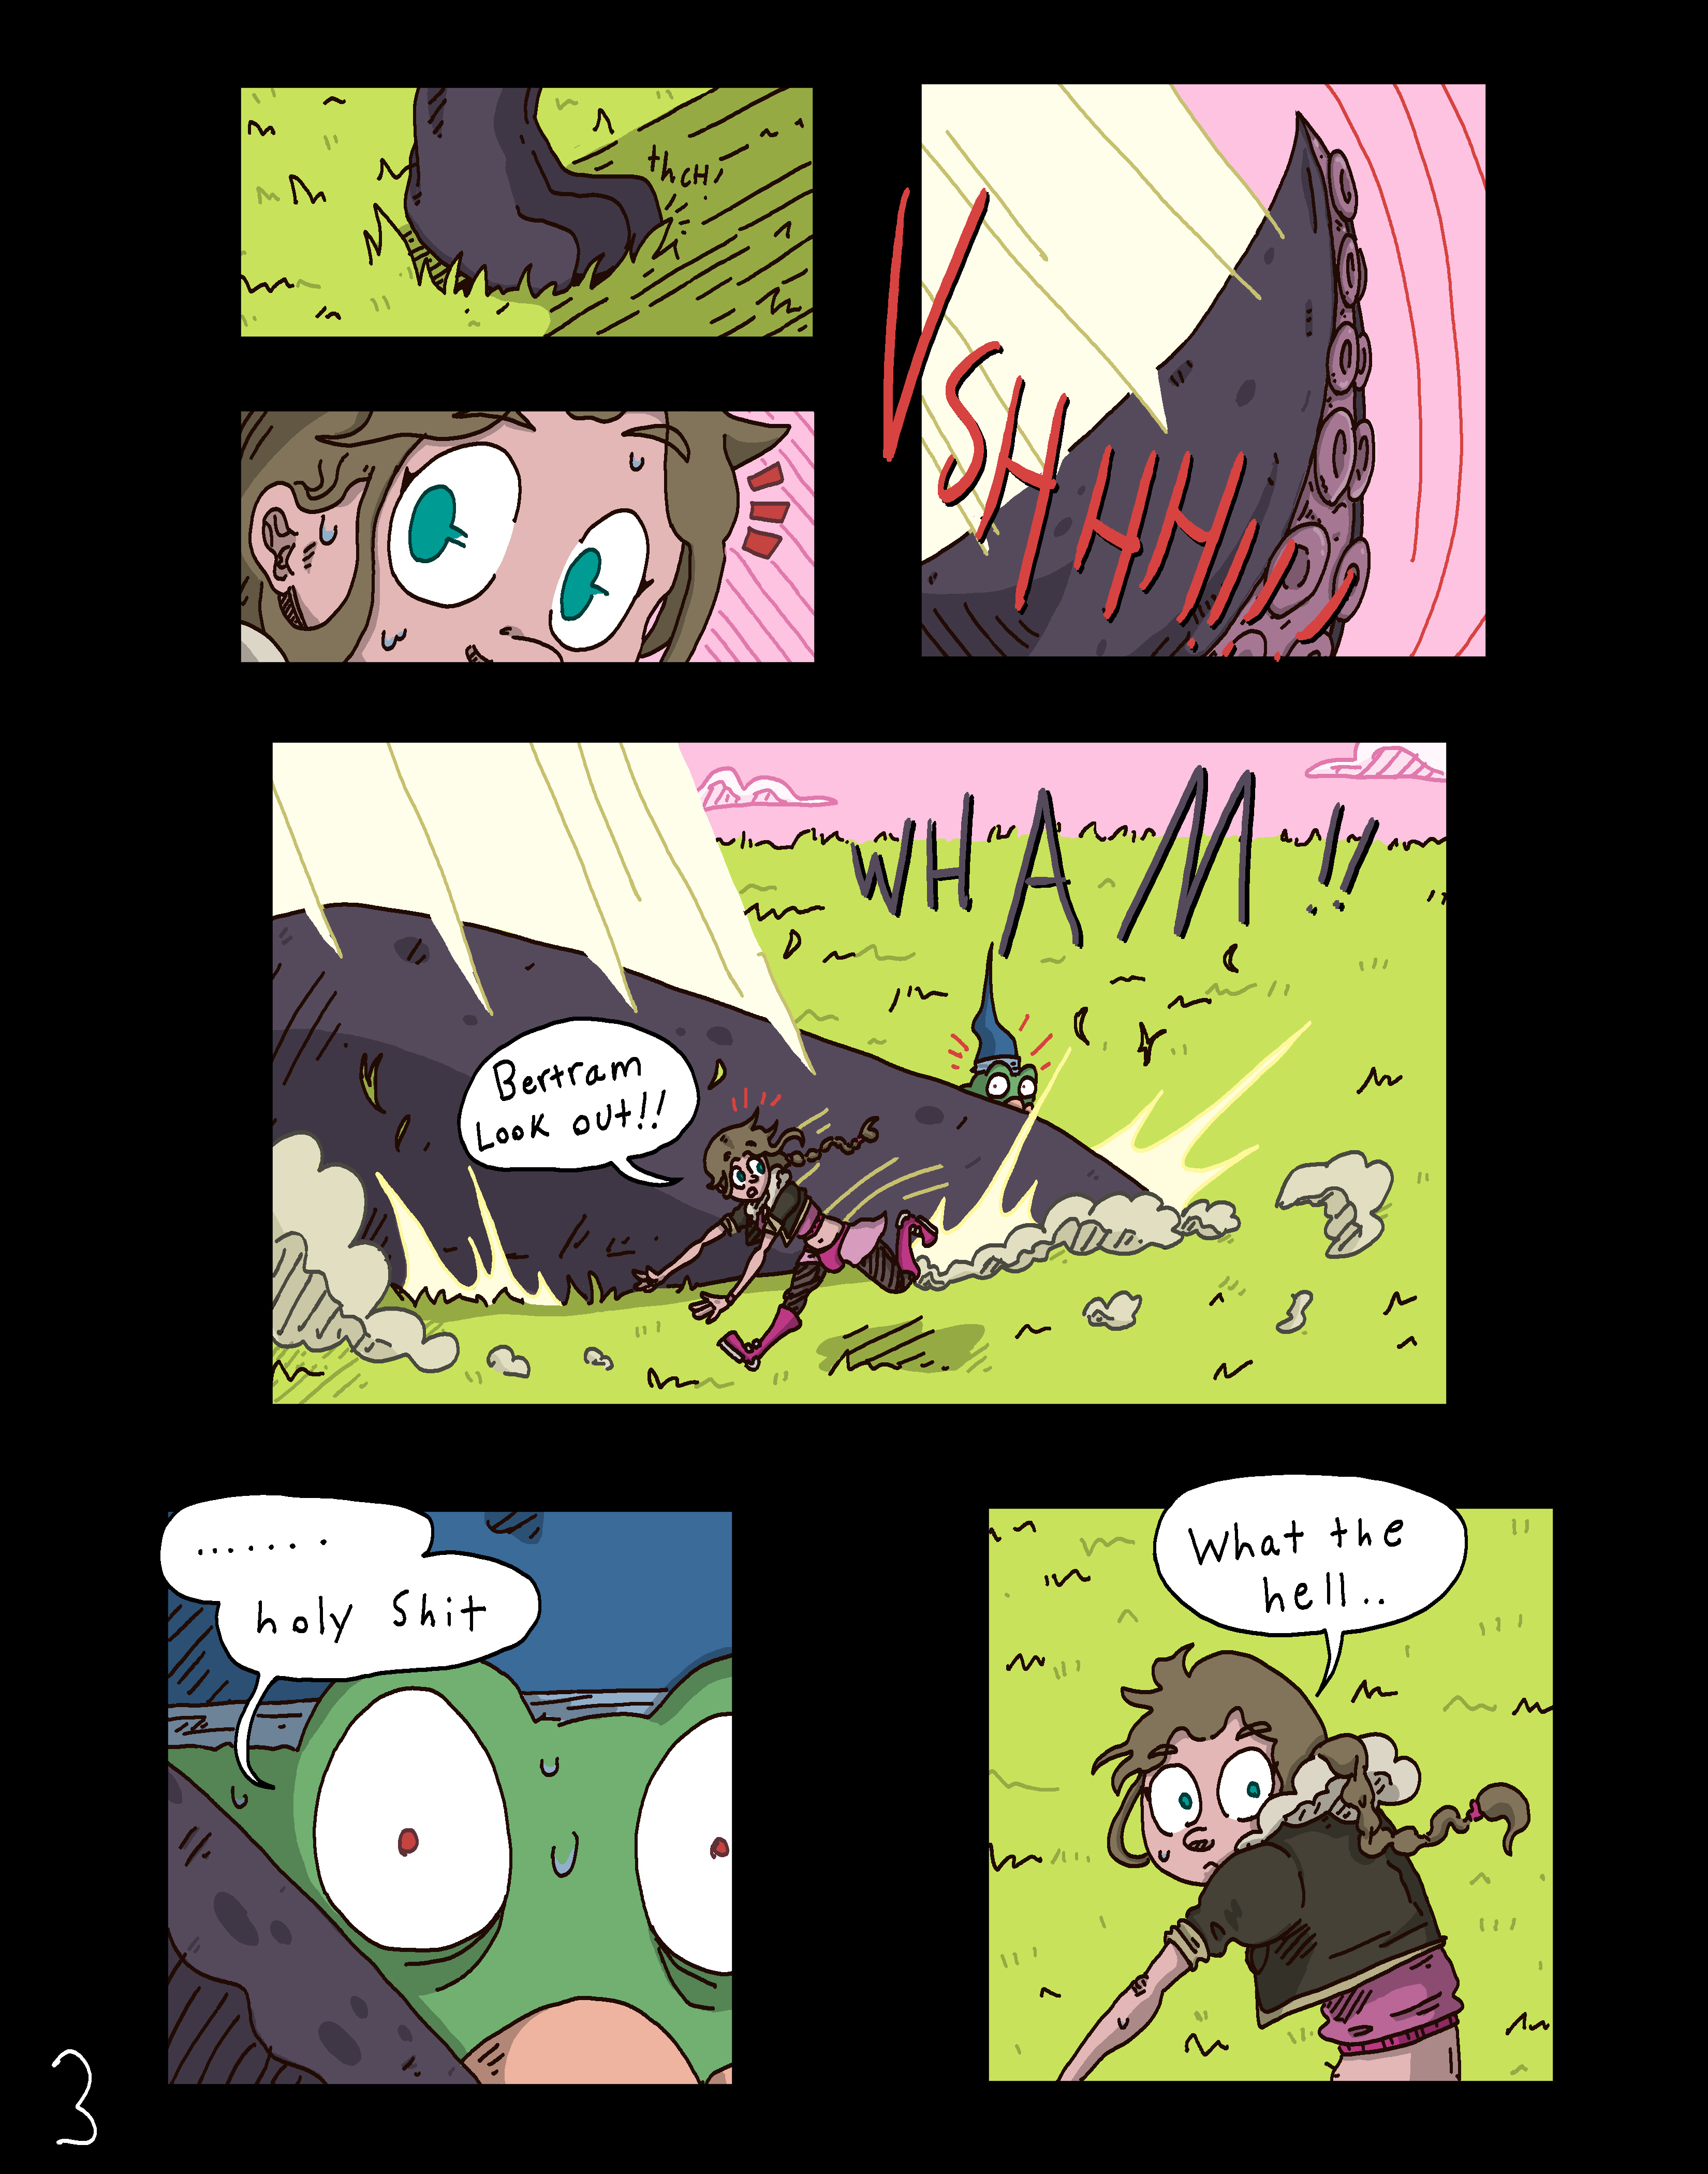 thcH!
VSHHH!!!
WHAM!!
Bertram
Look out!!
.......
holy Shit
What the
hell..
3